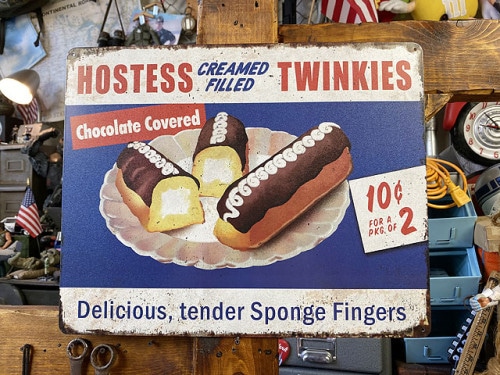 HOSTESS CREAMED FILLED TWINKIES
Chocolate Covered
10¢
FOR A
PKG. OF 2
Delicious, tender Sponge Fingers